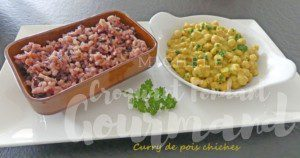 Croquant Fondant
Gourmand
Curry de pois chiches